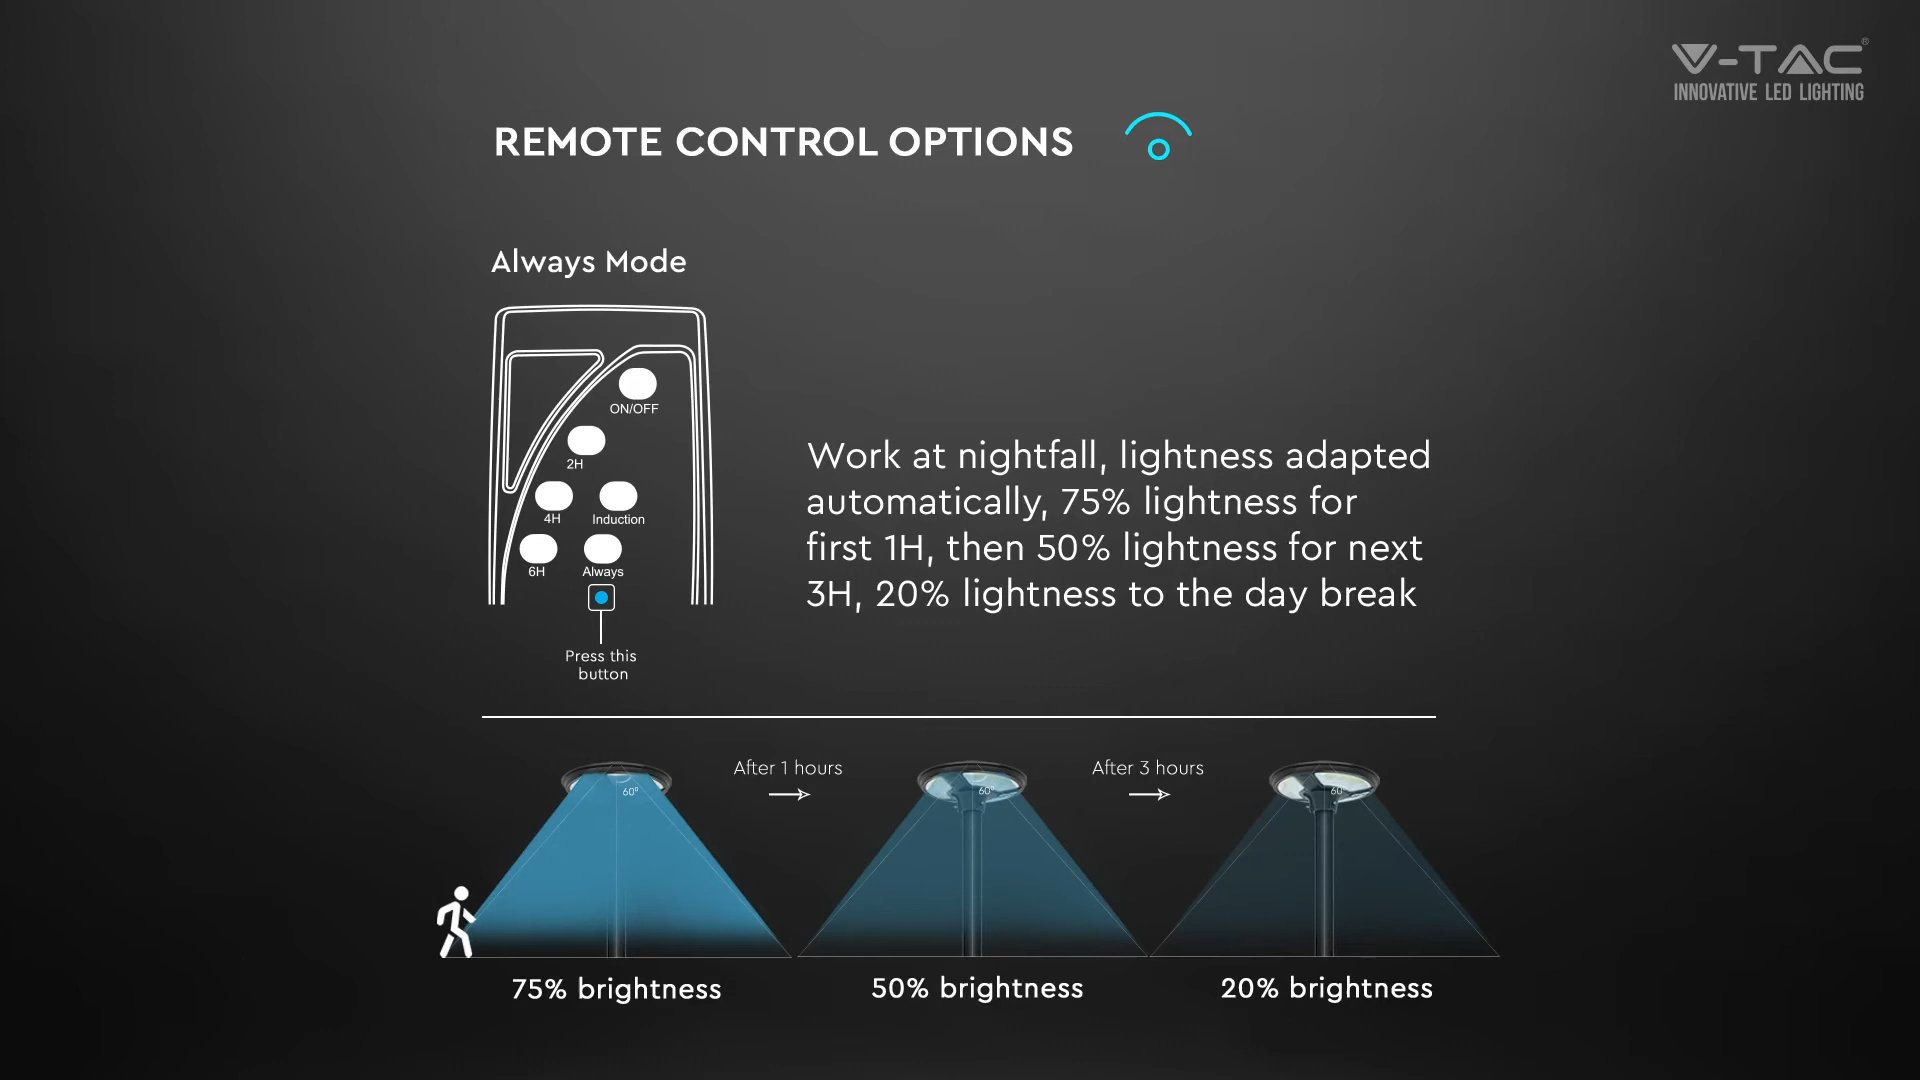 V-TAC®
INNOVATIVE LED LIGHTING
REMOTE CONTROL OPTIONS
Always Mode
ON/OFF
2H
4H
Induction
6H
Always
Press this
button
Work at nightfall, lightness adapted
automatically, 75% lightness for
first 1H, then 50% lightness for next
3H, 20% lightness to the day break
After 1 hours
After 3 hours
60°
60°
60°
75% brightness
50% brightness
20% brightness